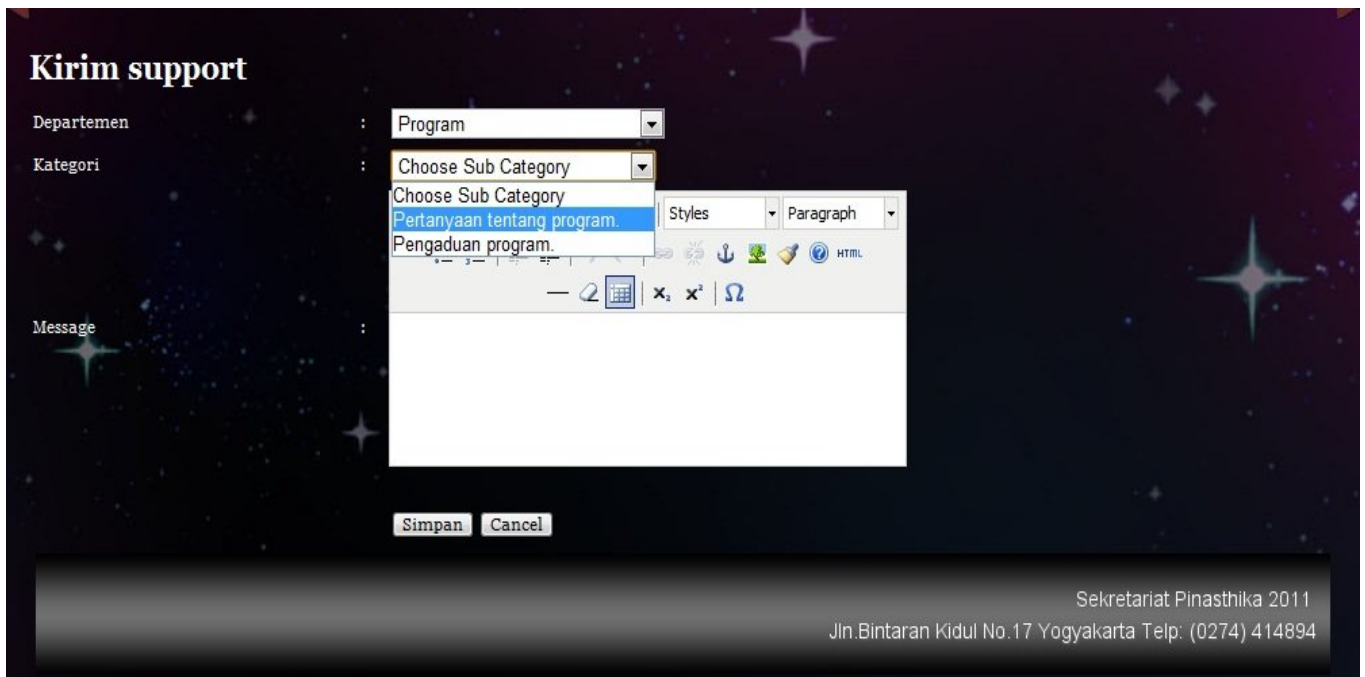 Kirim support
Departemen : Program
Kategori : Choose Sub Category
Choose Sub Category
Pertanyaan tentang program.
Pengaduan program.
Styles Paragraph
HTML
Message :
Simpan Cancel
Sekretariat Pinasthika 2011
Jln.Bintaran Kidul No.17 Yogyakarta Telp: (0274) 414894